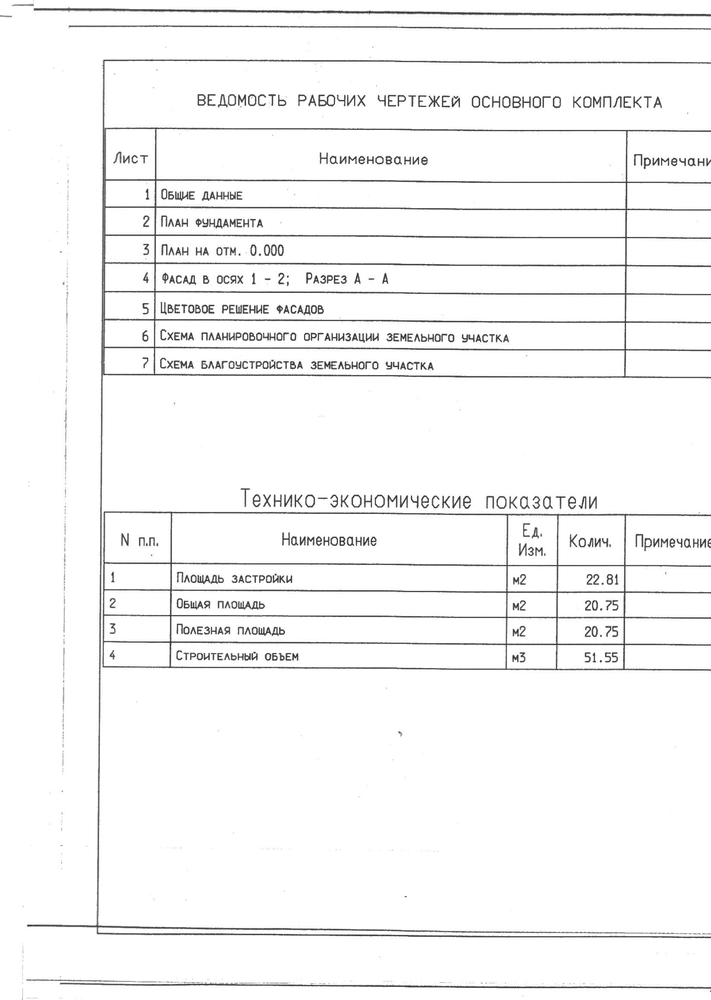 ВЕДОМОСТЬ РАБОЧИХ ЧЕРТЕЖЕЙ ОСНОВНОГО КОМПЛЕКТА
Лист Наименование Примечани
1 Общие данные
2 План фундамента
3 План на отм. 0.000
4 Фасад в осях 1 - 2; Разрез А - А
5 Цветовое решение фасадов
6 Схема планировочного организации земельного участка
7 Схема благоустройства земельного участка
Технико-экономические показатели
N п.п. Наименование Ед. Изм. Колич. Примечание
1 Площадь застройки м2 22.81
2 Общая площадь м2 20.75
3 Полезная площадь м2 20.75
4 Строительный объем м3 51.55